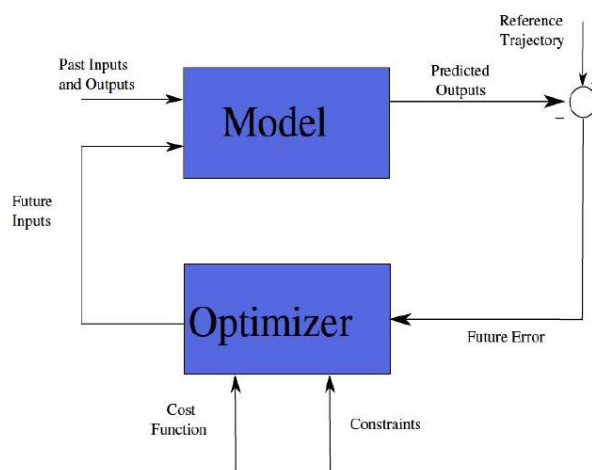 Reference
Trajectory
Past Inputs
and Outputs
Predicted
Outputs
+
Model
−
Future
Inputs
Optimizer
Future Error
Cost
Function
Constraints